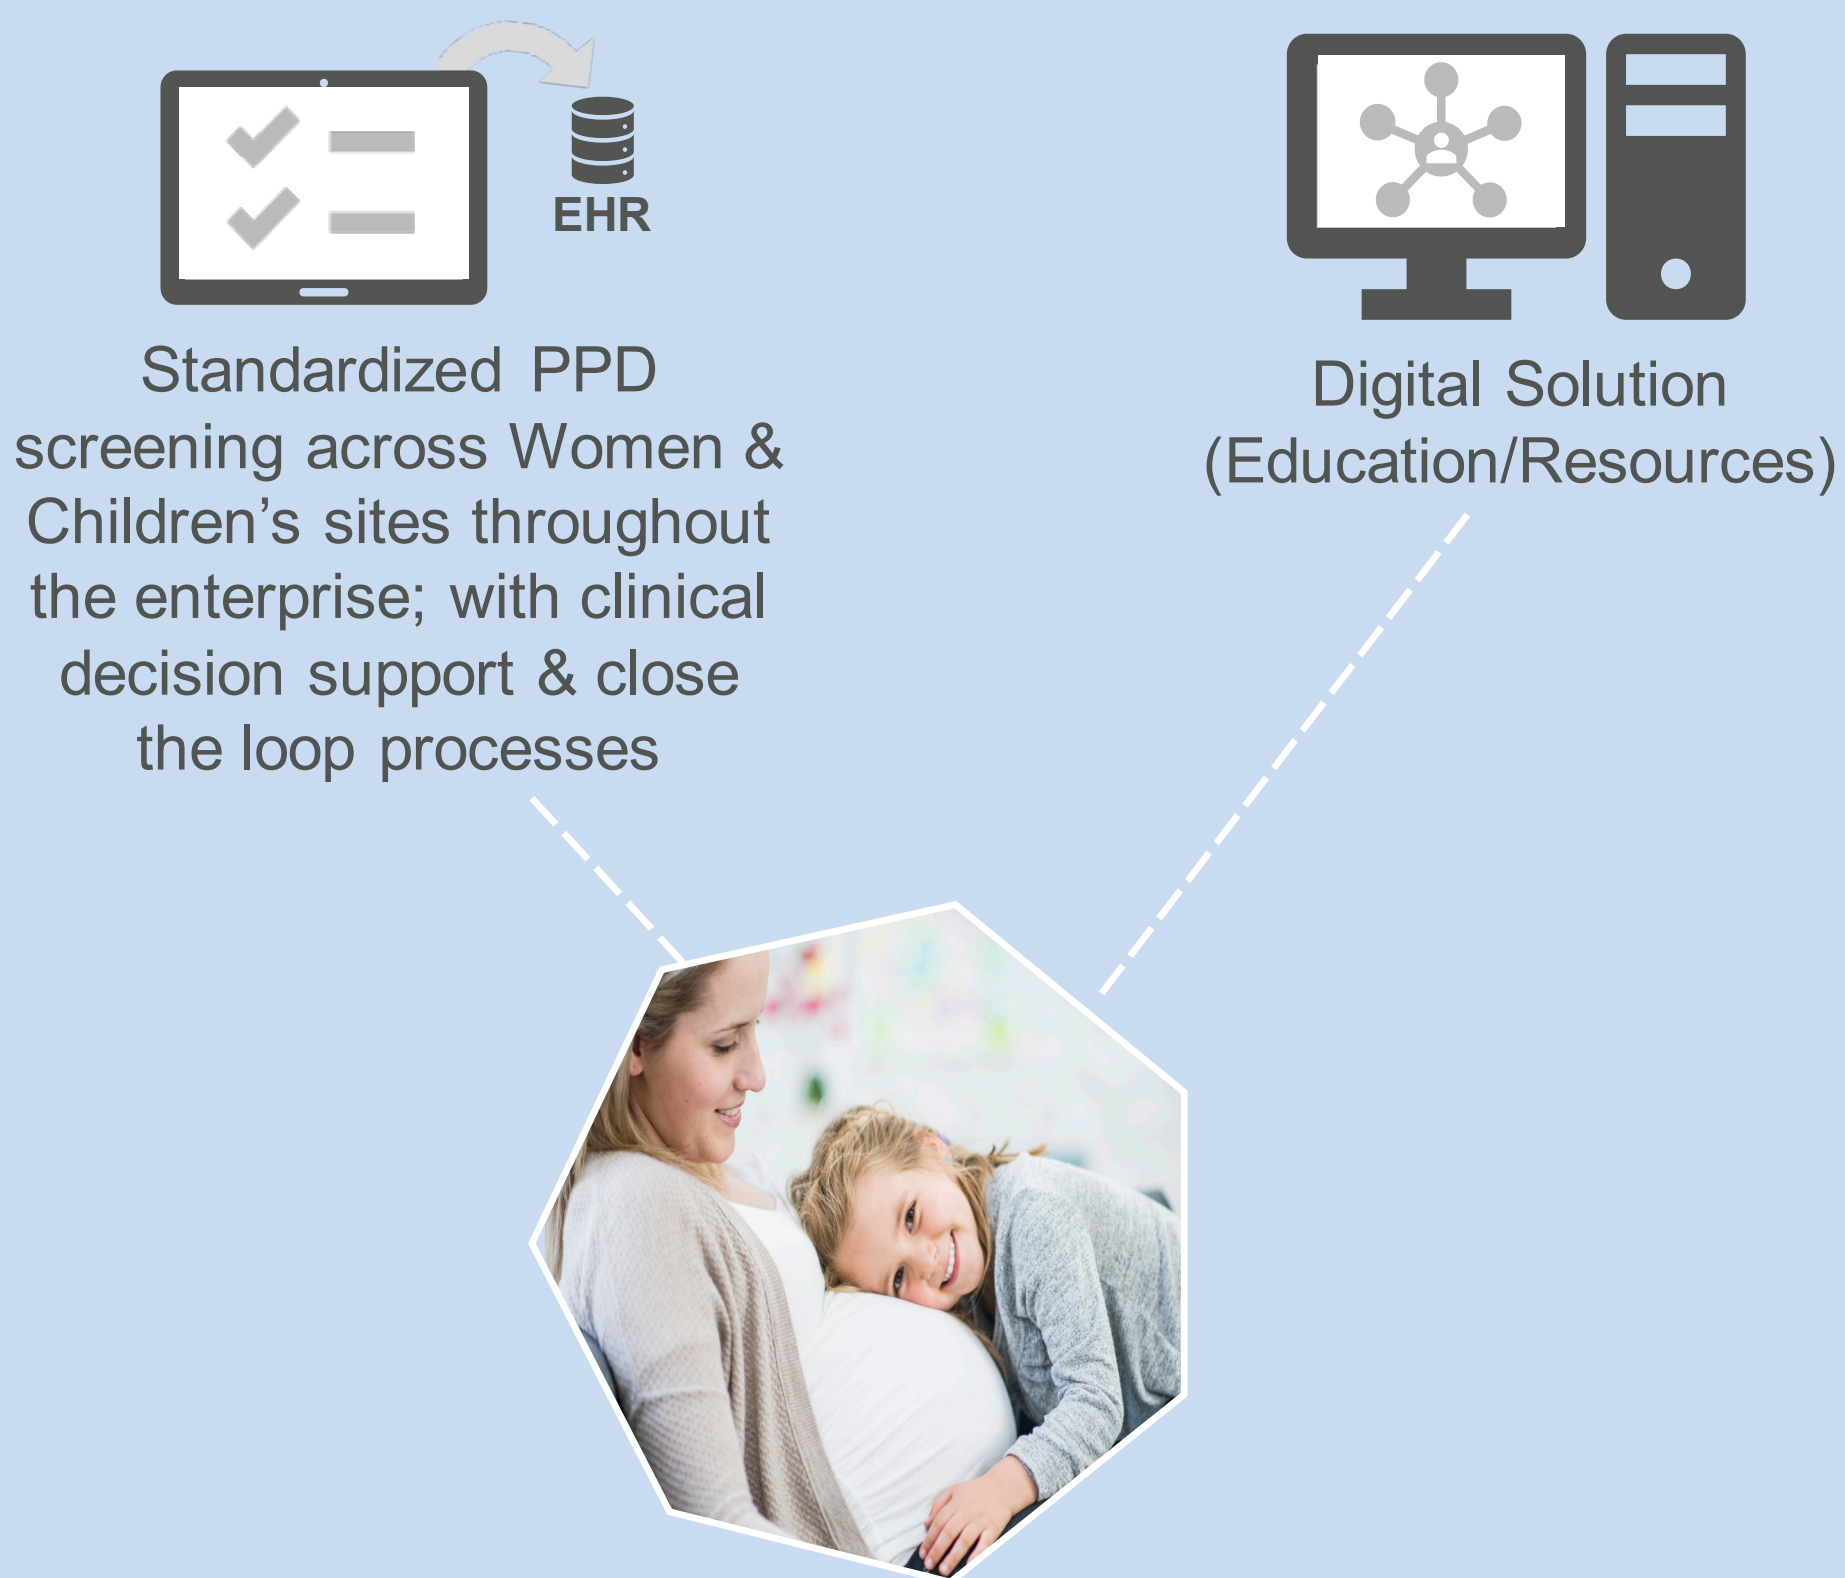 EHR
Standardized PPD
screening across Women &
Children’s sites throughout
the enterprise; with clinical
decision support & close
the loop processes
Digital Solution
(Education/Resources)